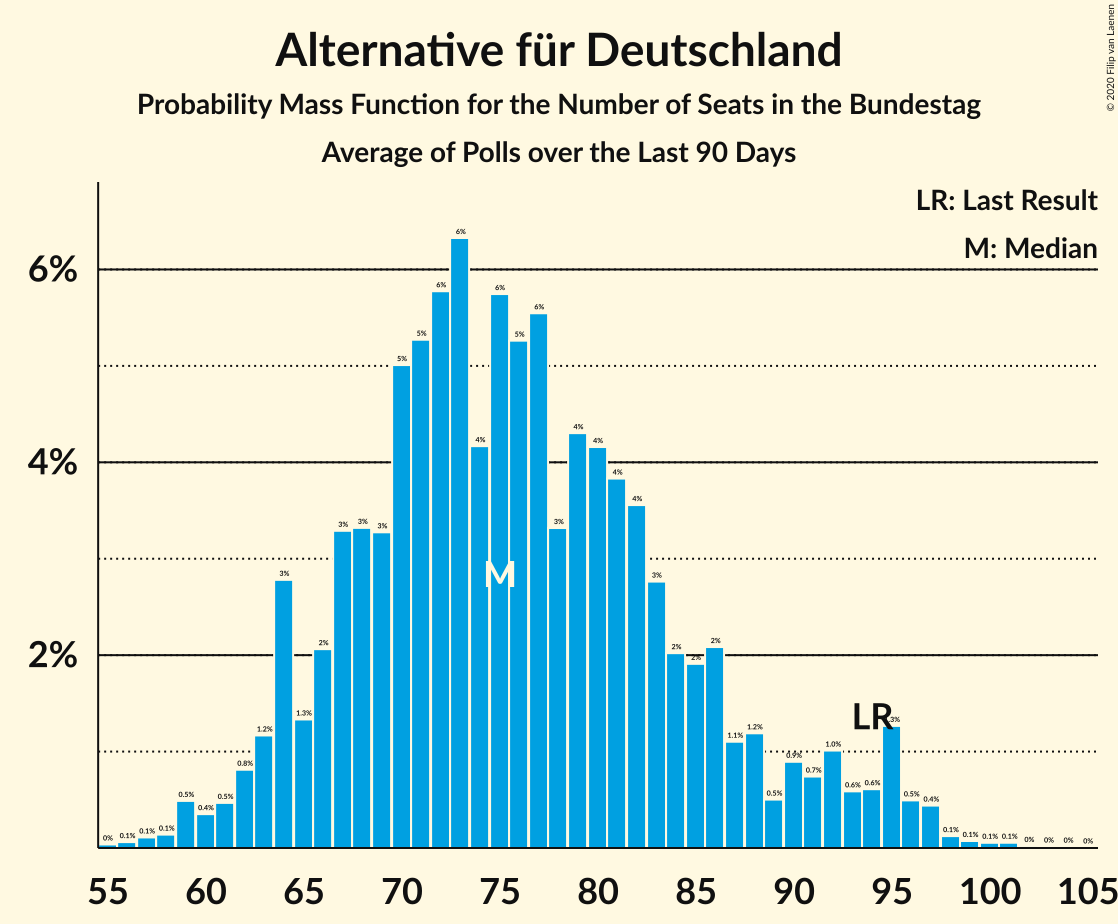 Alternative für Deutschland
Probability Mass Function for the Number of Seats in the Bundestag
Average of Polls over the Last 90 Days
© 2020 Filip van Laenen
LR: Last Result
M: Median
6%
4%
2%
0% 0.1% 0.1% 0.1% 0.5% 0.4% 0.5% 0.8% 1.2% 3% 1.3% 2% 3% 3% 3% 5% 5% 6% 6% 4% 6% 5% 6% 3% 4% 4% 4% 4% 3% 2% 2% 2% 1.1% 1.2% 0.5% 0.9% 0.7% 1.0% 0.6% 0.6% 0.5% 0.4% 0.1% 0.1% 0.1% 0.1% 0% 0% 0% 0%
M
LR
55 60 65 70 75 80 85 90 95 100 105